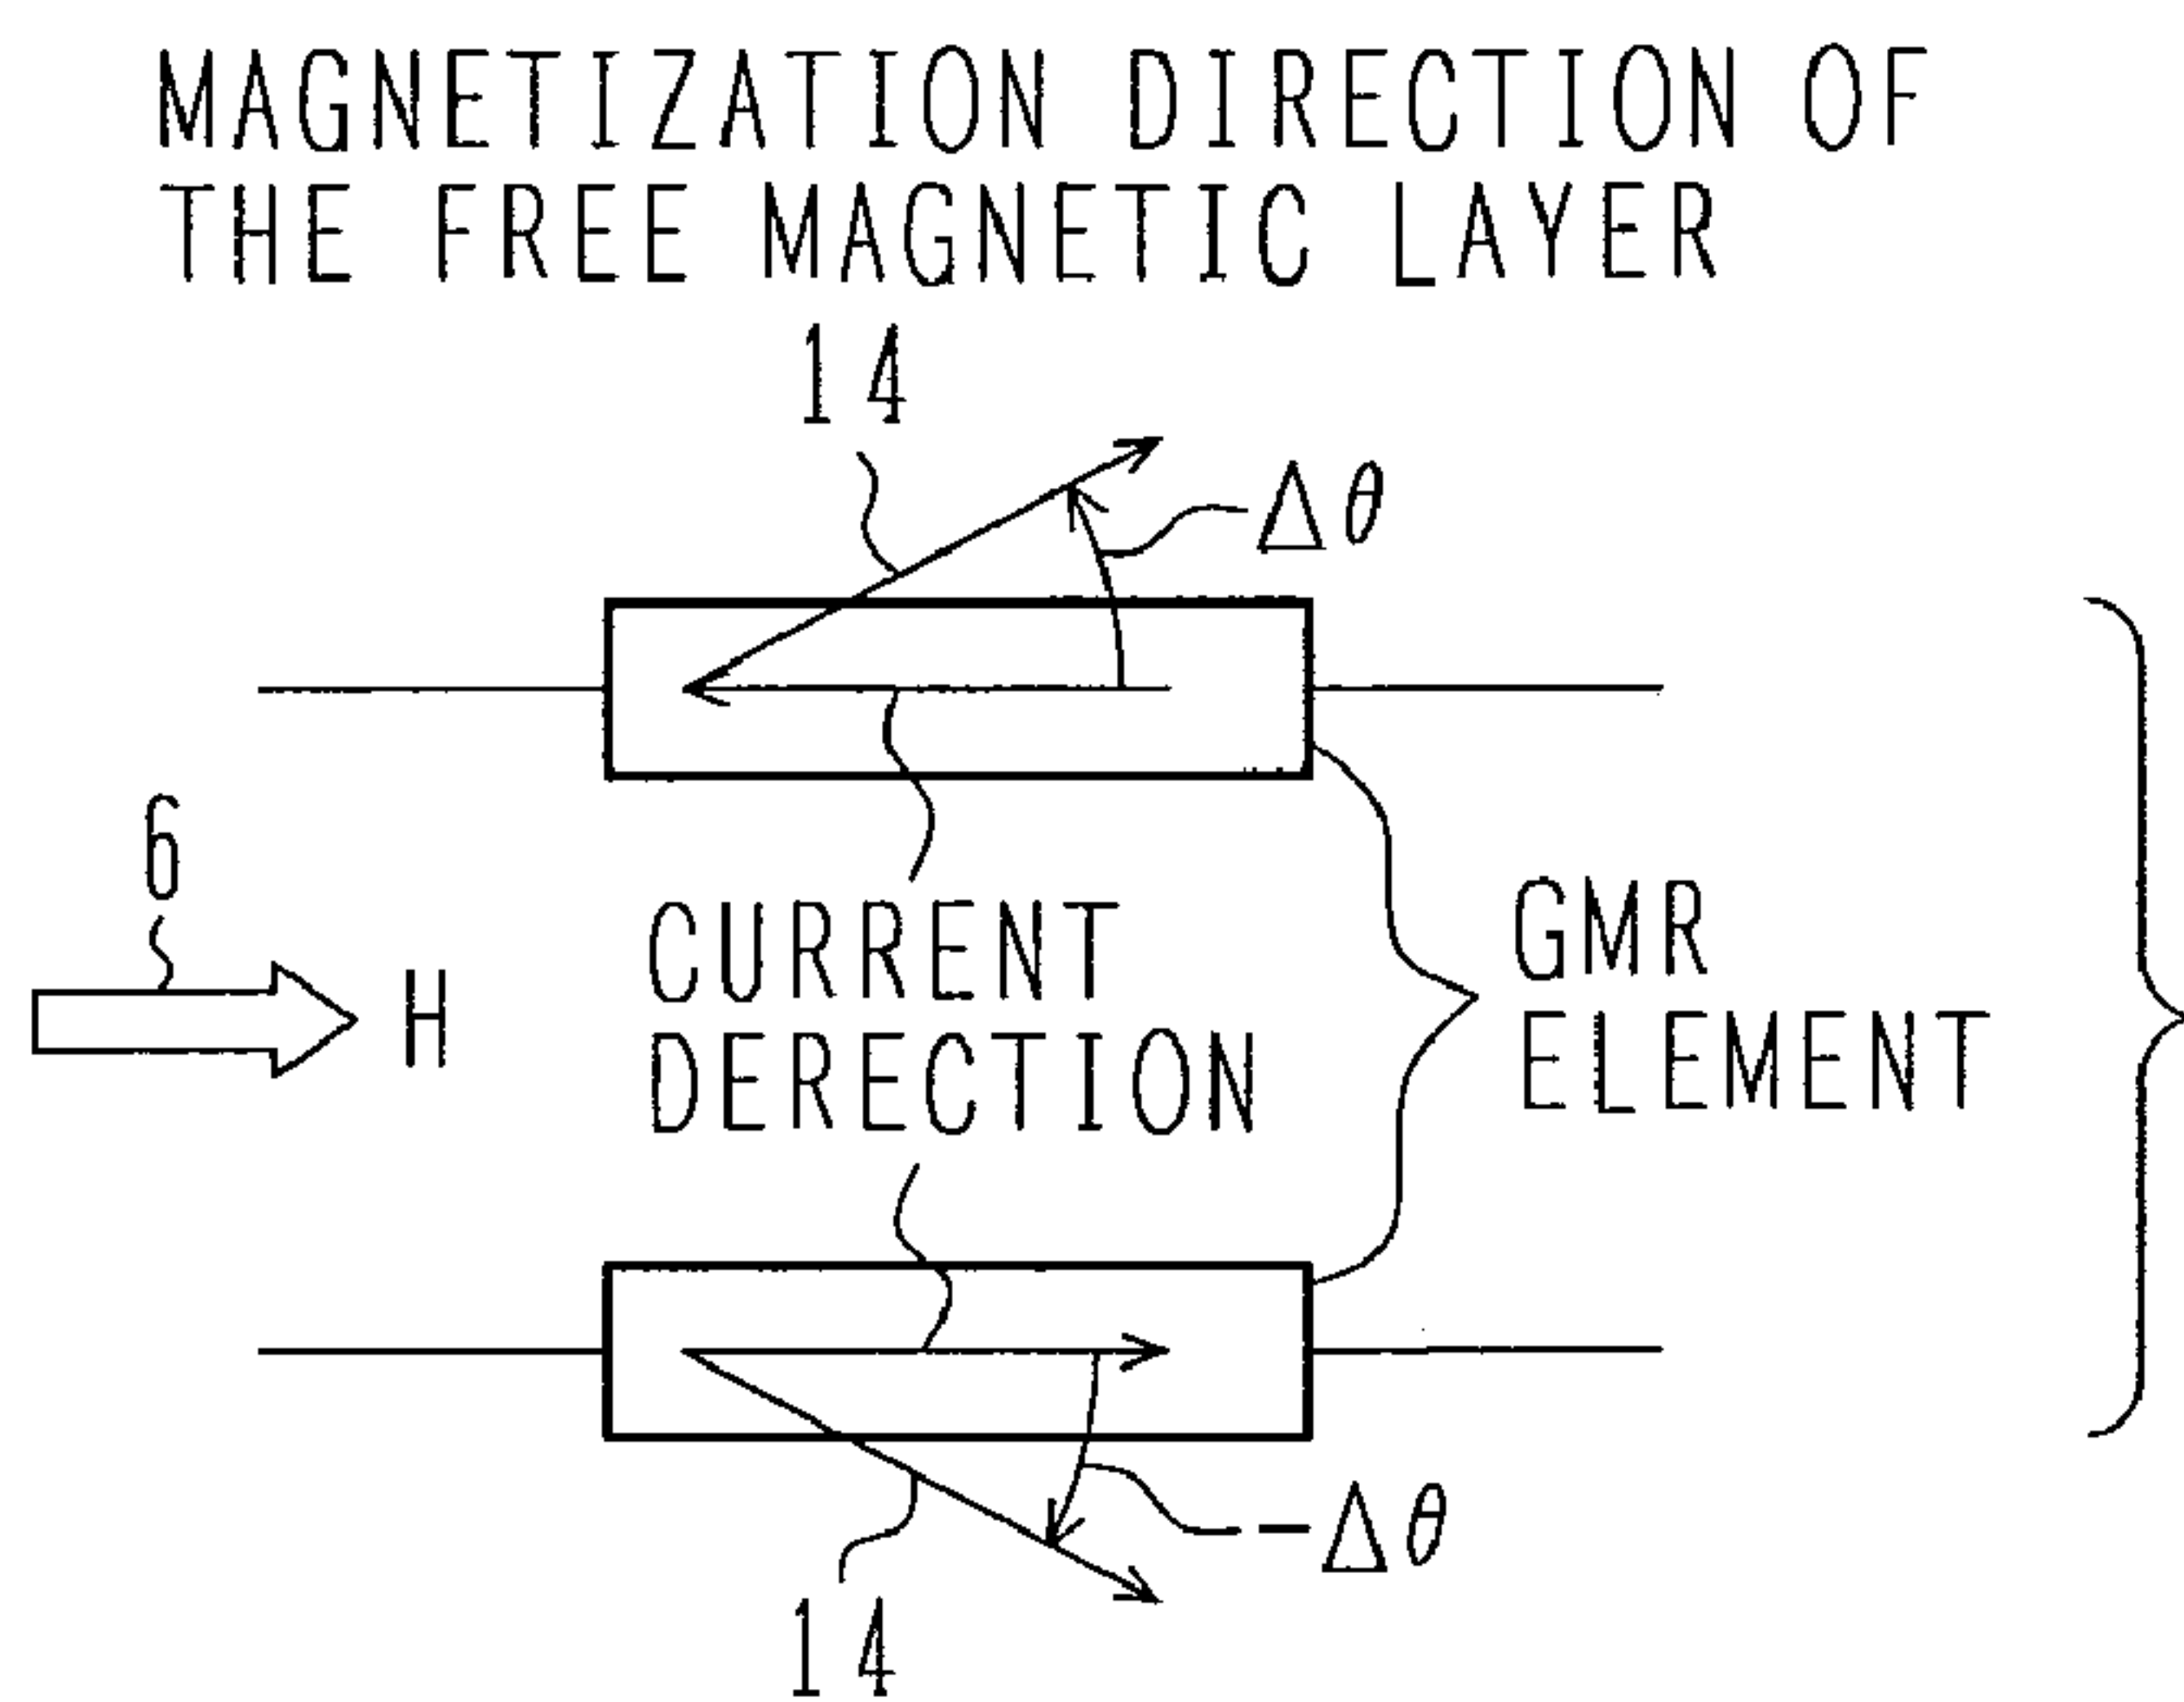 MAGNETIZATION DIRECTION OF
THE FREE MAGNETIC LAYER
14
Δθ
6
H
CURRENT
DERECTION
GMR
ELEMENT
-Δθ
14